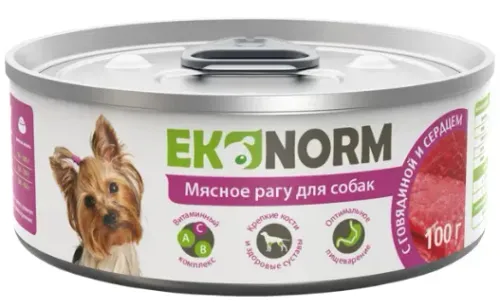 EKONORM
Мясное рагу для собак
Витаминный
А С В
комплекс
Крепкие кости
и здоровые суставы
Оптимальное
пищеварение
С ГОВЯДИНОЙ И СЕРДЦЕМ
100 г